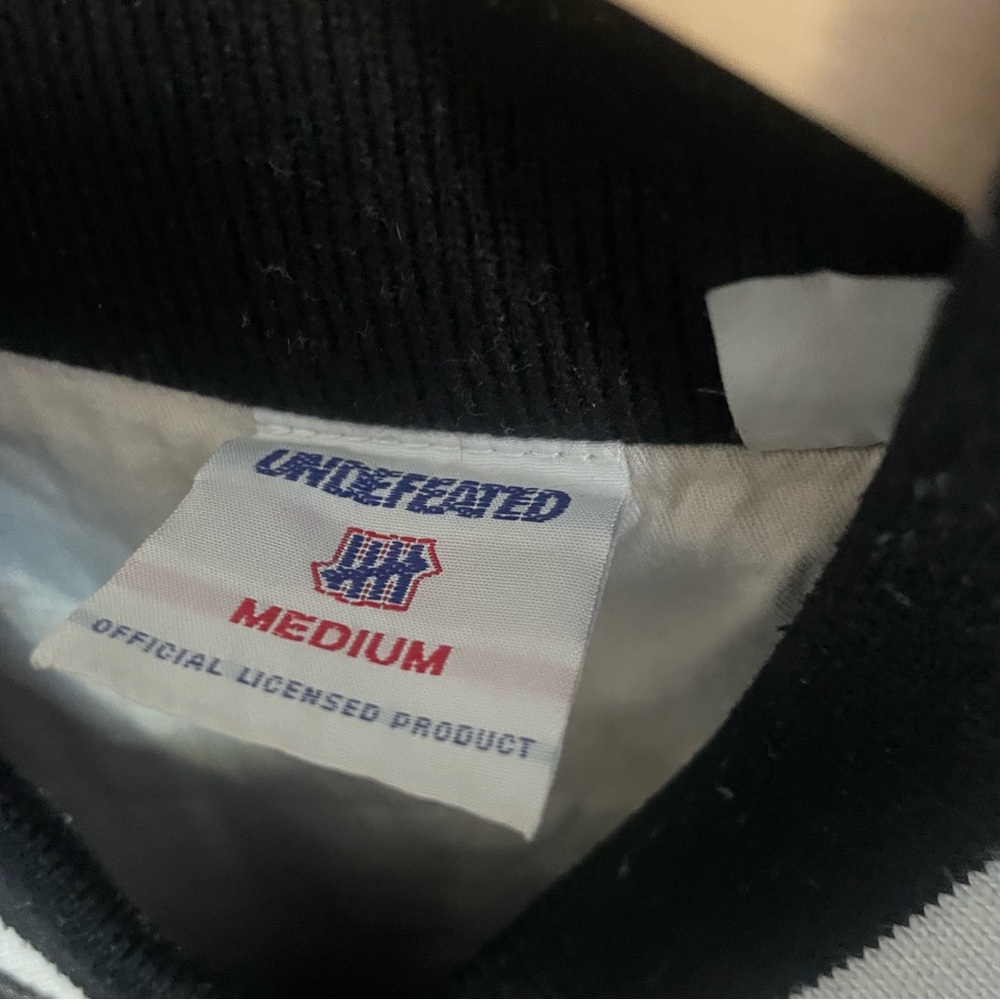 UNDEFEATED
MEDIUM
OFFICIAL LICENSED PRODUCT